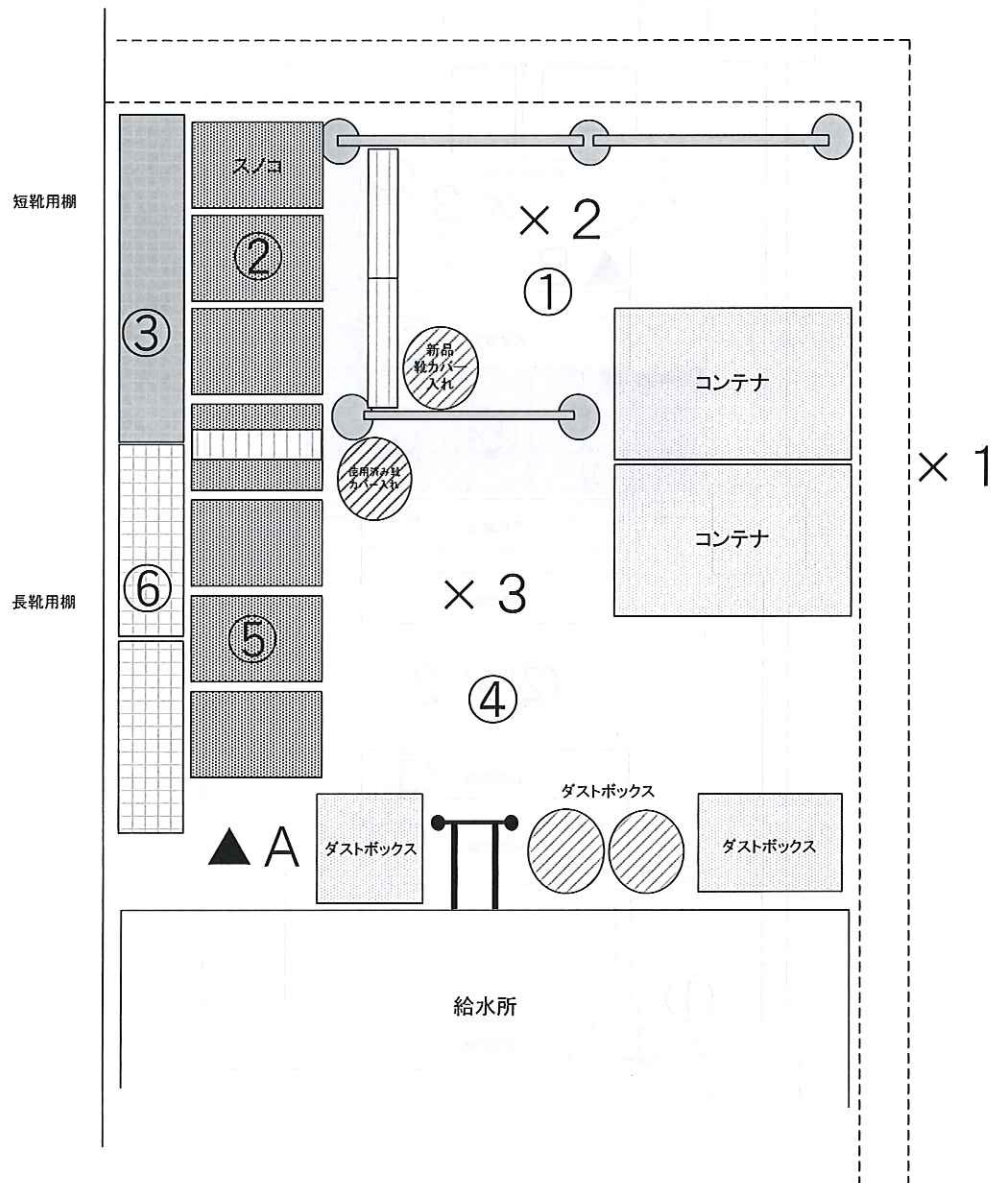 スノコ
短靴用棚
× 2
②
①
③
新品
靴カバー
入れ
コンテナ
使用済み靴
カバー入れ
× 1
コンテナ
⑥
× 3
長靴用棚
⑤
④
ダストボックス
▲ A
ダストボックス
ダストボックス
給水所